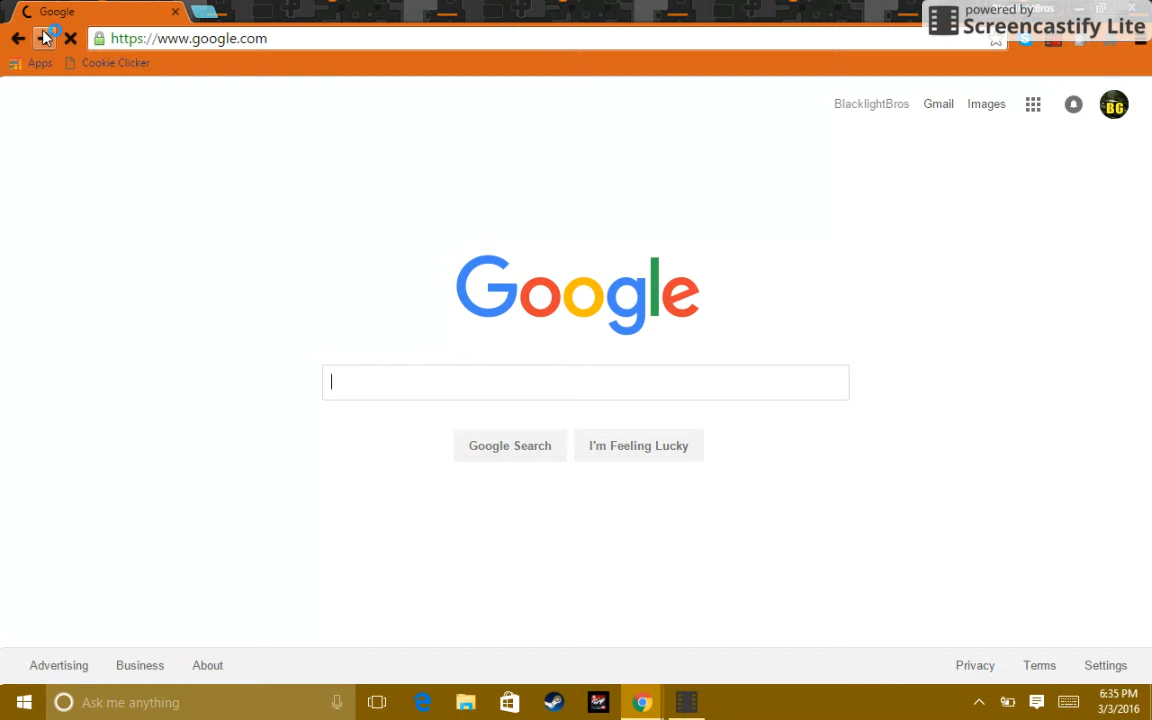 Google
powered by
Screencastify Lite
https://www.google.com
Apps
Cookie Clicker
BlacklightBros
Gmail
Images
BG
Google
Google Search
I'm Feeling Lucky
Advertising
Business
About
Privacy
Terms
Settings
Ask me anything
6:35 PM
3/3/2016